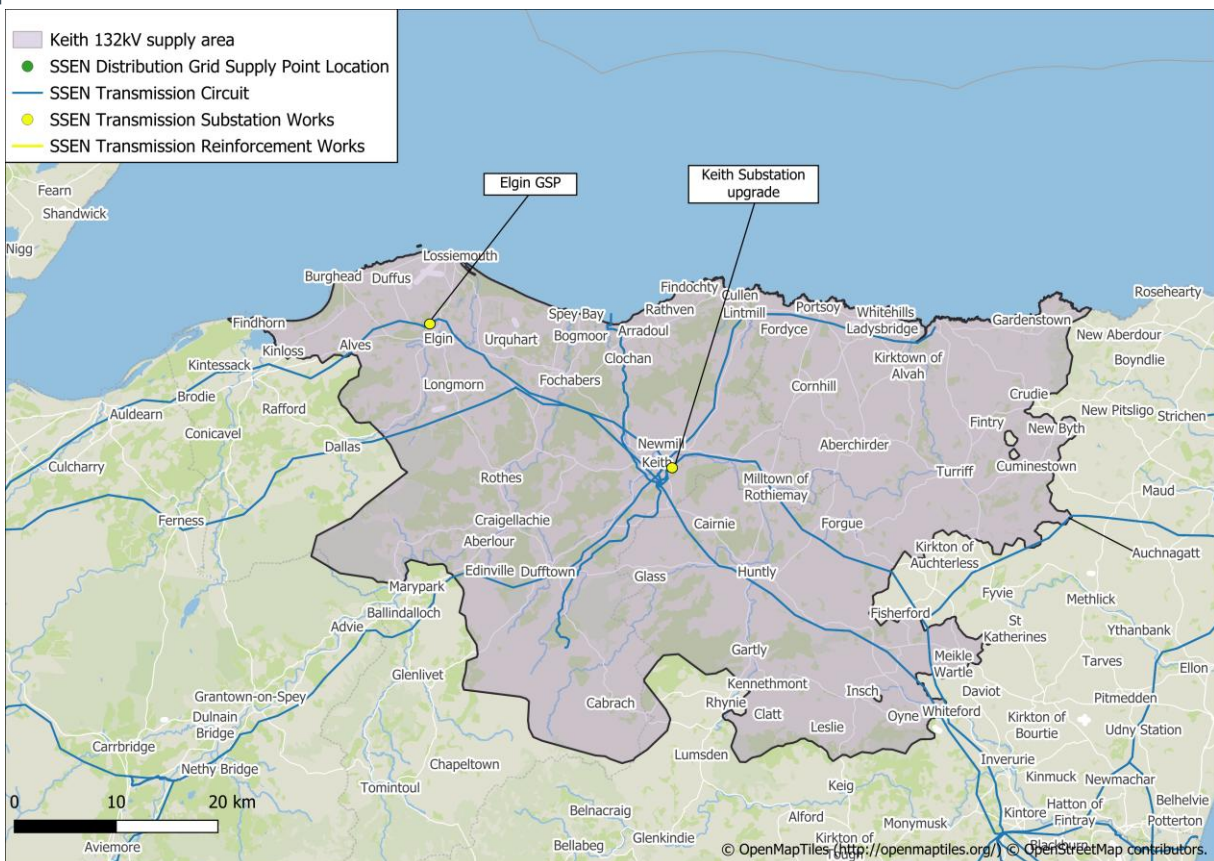 Keith 132kV supply area
SSEN Distribution Grid Supply Point Location
SSEN Transmission Circuit
SSEN Transmission Substation Works
SSEN Transmission Reinforcement Works
Elgin GSP
Keith Substation
upgrade
Fearn
Shandwick
Nigg
Lossiemouth
Burghead
Duffus
Findochty
Cullen
Rosehearty
Spey Bay
Rathven
Lintmill
Portsoy
Whitehills
Findhorn
Elgin
Urquhart
Bogmoor
Arradoul
Fordyce
Ladysbridge
Gardenstown
New Aberdour
Kinloss
Alves
Clochan
Boyndlie
Kintessack
Kirktown of
Alvah
Longmorn
Fochabers
Cornhill
Crudie
Brodie
Rafford
New Pitsligo
Strichen
Auldearn
Conicavel
Fintry
New Byth
Dallas
Newmill
Aberchirder
Culcharry
Keith
Cuminestown
Rothes
Milltown of
Rothiemay
Turriff
Maud
Ferness
Craigellachie
Cairnie
Forgue
Aberlour
Kirkton of
Auchterless
Auchnagatt
Edinville
Dufftown
Glass
Huntly
Marypark
Fyvie
Methlick
Ballindalloch
Fisherford
Advie
St
Katherines
Ythanbank
Gartly
Meikle
Wartle
Tarves
Ellon
Glenlivet
Kennethmont
Insch
Daviot
Grantown-on-Spey
Cabrach
Rhynie
Clatt
Oyne
Whiteford
Pitmedden
Dulnain
Bridge
Leslie
Kirkton of
Bourtie
Udny Station
Carrbridge
Lumsden
Inverurie
Nethy Bridge
Chapeltown
Kinmuck
Newmachar
Tomintoul
Keig
0
10
20 km
Belnacraig
Alford
Monymusk
Kintore
Hatton of
Fintray
Belhelvie
Potterton
Aviemore
Bellabeg
Glenkindie
Kirkton of
Tough
Blackburn
© OpenMapTiles (http://openmaptiles.org/) © OpenStreetMap contributors.